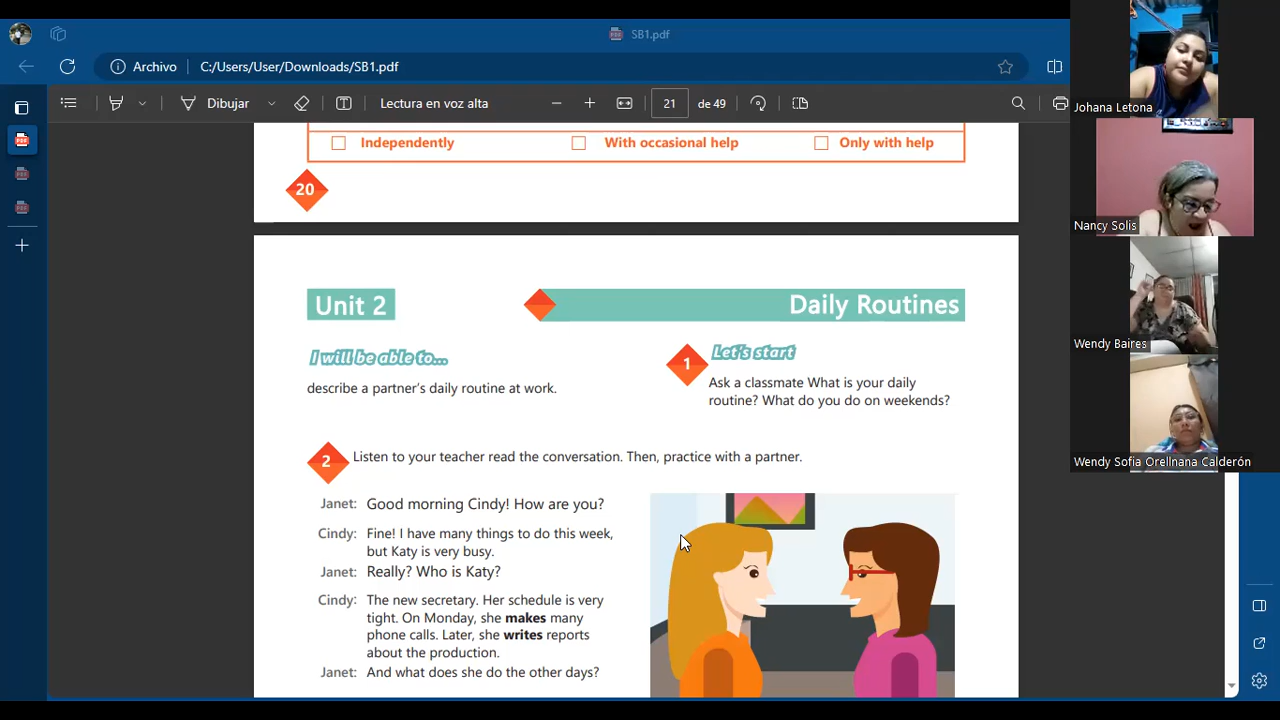 SB1.pdf
Archivo
C:/Users/User/Downloads/SB1.pdf
Dibujar
Lectura en voz alta
21
de 49
Independently
With occasional help
Only with help
20
Unit 2
Daily Routines
I will be able to...
describe a partner's daily routine at work.
1
Let's start
Ask a classmate What is your daily
routine? What do you do on weekends?
2
Listen to your teacher read the conversation. Then, practice with a partner.
Janet: Good morning Cindy! How are you?
Cindy: Fine! I have many things to do this week,
but Katy is very busy.
Janet: Really? Who is Katy?
Cindy: The new secretary. Her schedule is very
tight. On Monday, she makes many
phone calls. Later, she writes reports
about the production.
Janet: And what does she do the other days?
Johana Letona
Nancy Solis
Wendy Baires
Wendy Sofia Orellnana Calderón